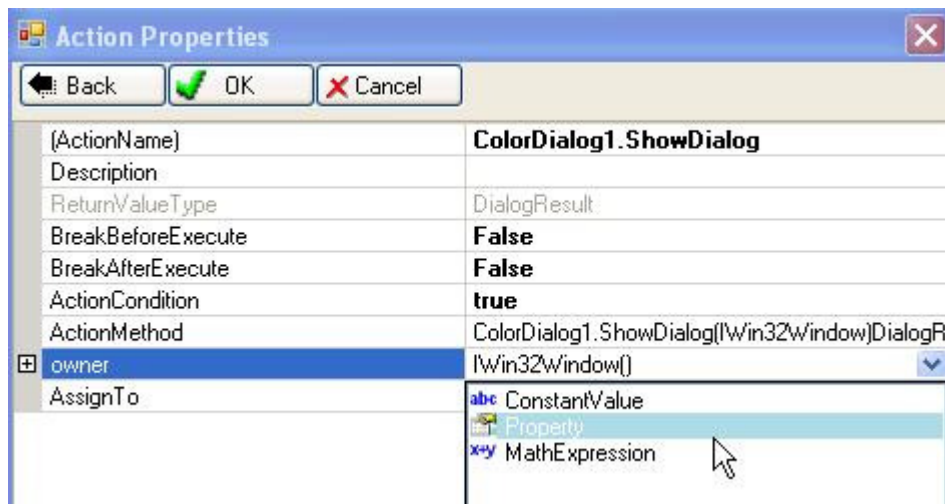 Action Properties
Back OK Cancel
(ActionName) ColorDialog1.ShowDialog
Description
ReturnValueType DialogResult
BreakBeforeExecute False
BreakAfterExecute False
ActionCondition true
ActionMethod ColorDialog1.ShowDialog(IWin32Window)DialogR
owner IWin32Window()
AssignTo abc ConstantValue
Property
x+y MathExpression